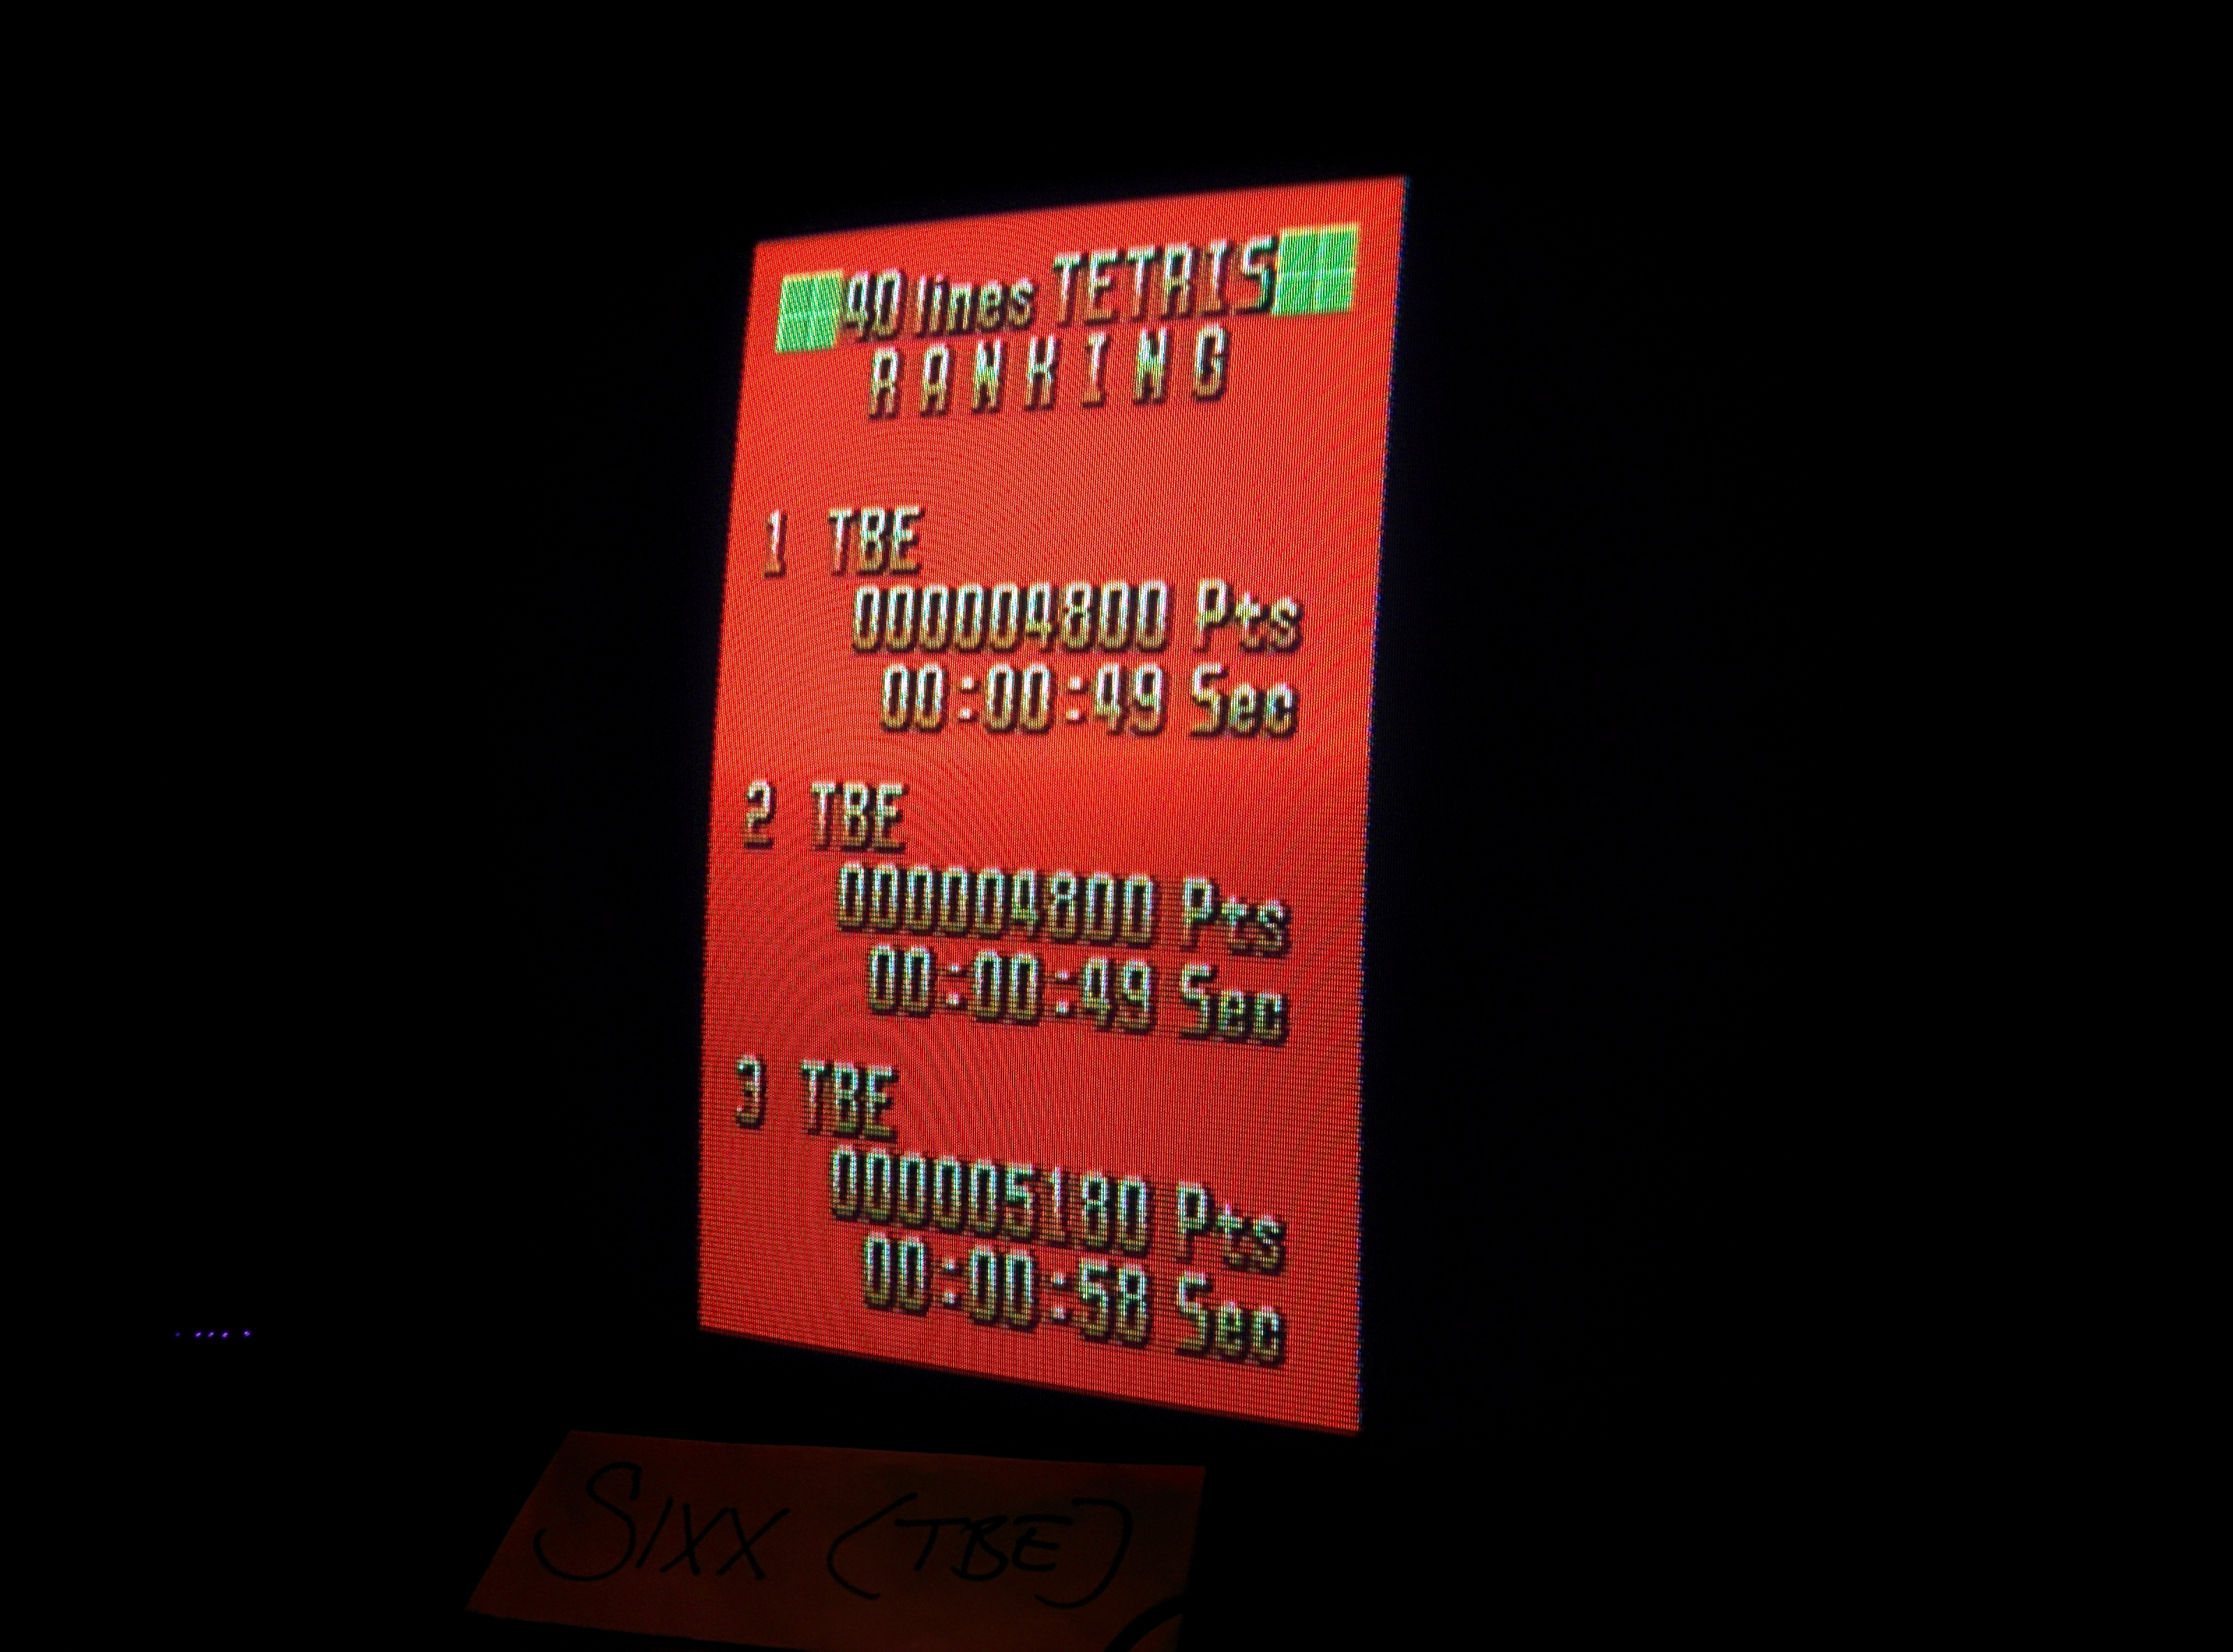 40 lines TETRIS
RANKING
1 TBE
000004800 Pts
00:00:49 Sec
2 TBE
000004800 Pts
00:00:49 Sec
3 TBE
000005180 Pts
00:00:58 Sec
Sixx (TBE)